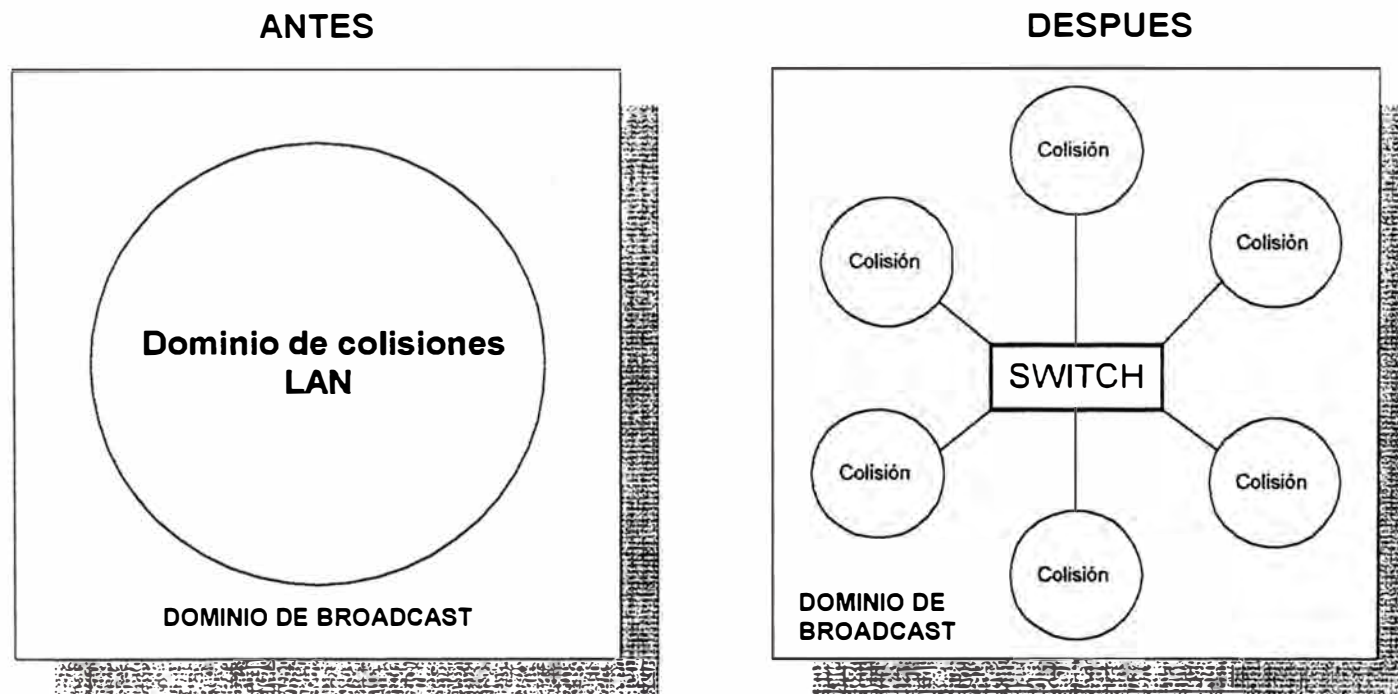 ANTES
Dominio de colisiones
LAN
DOMINIO DE BROADCAST
DESPUES
Colisión
Colisión
Colisión
SWITCH
Colisión
Colisión
Colisión
DOMINIO DE
BROADCAST